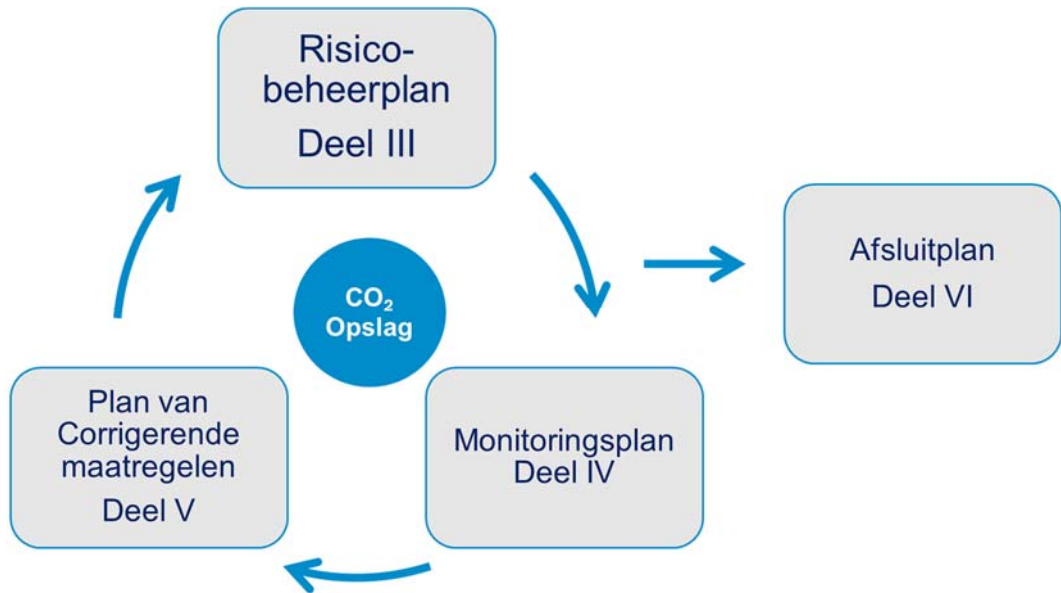 Risico-
beheerplan
Deel III
Afsluitplan
Deel VI
CO₂
Opslag
Plan van
Corrigerende
maatregelen
Deel V
Monitoringsplan
Deel IV